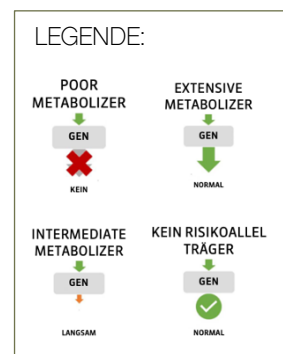 LEGENDE:
POOR
METABOLIZER
GEN
KEIN
EXTENSIVE
METABOLIZER
GEN
NORMAL
INTERMEDIATE
METABOLIZER
GEN
LANGSAM
KEIN RISIKOALLEL
TRÄGER
GEN
NORMAL